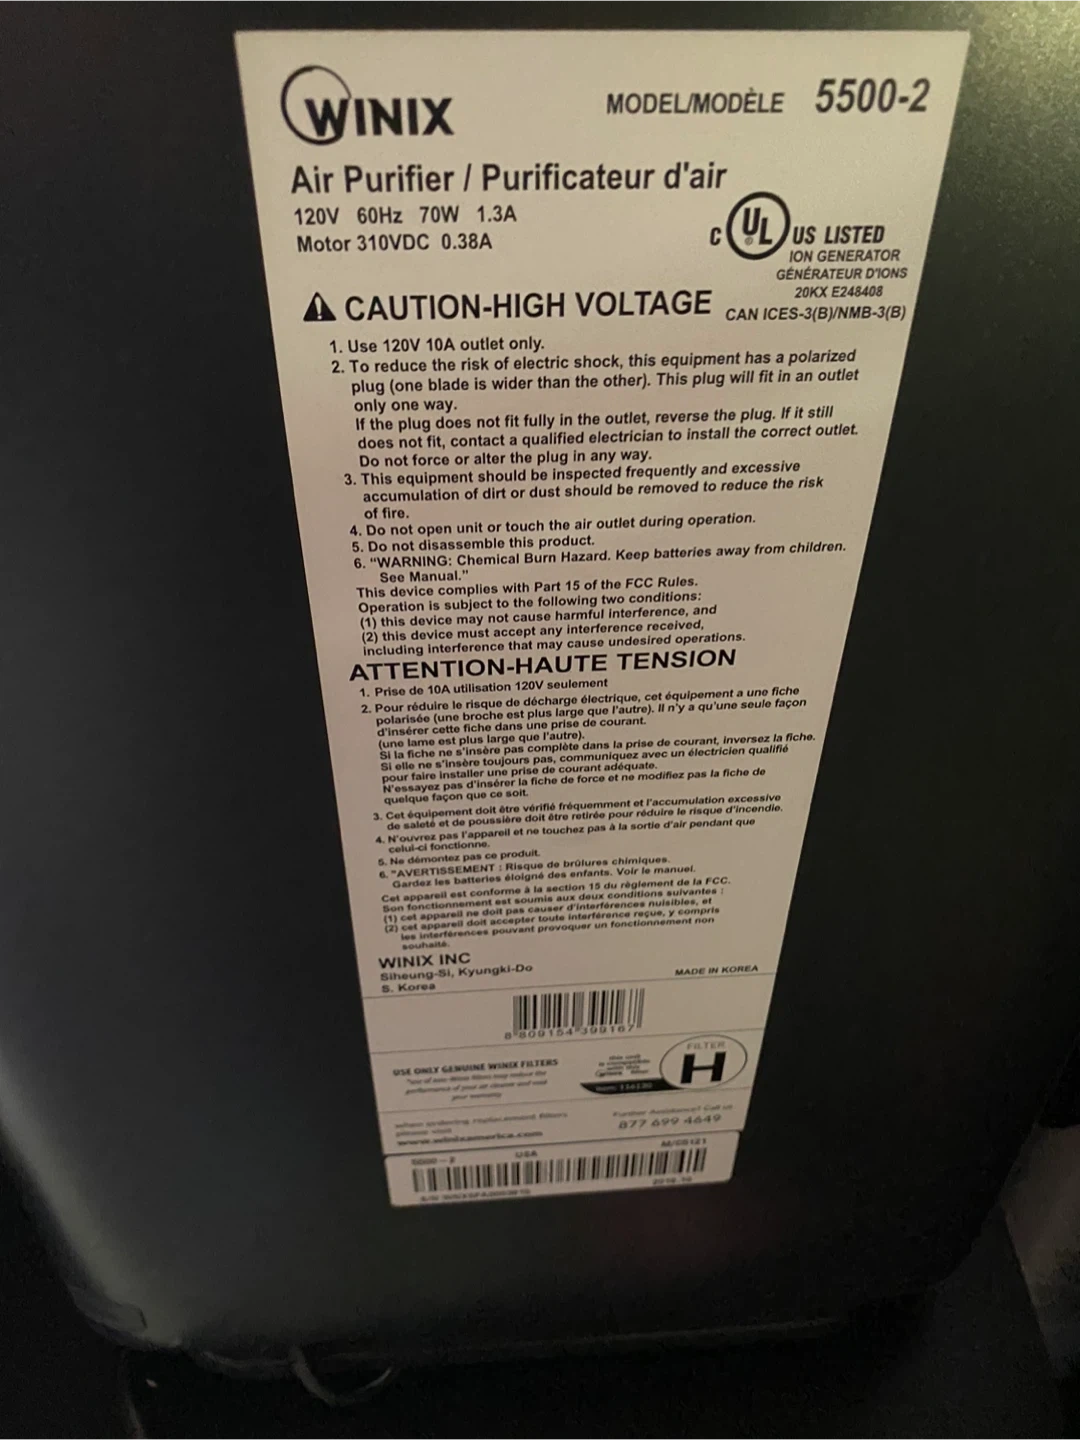 WINIX
MODEL/MODÈLE 5500-2
Air Purifier / Purificateur d'air
120V 60Hz 70W 1.3A
Motor 310VDC 0.38A
C UL US LISTED
ION GENERATOR
GÉNÉRATEUR D'IONS
20KX E248408
CAN ICES-3(B)/NMB-3(B)
CAUTION-HIGH VOLTAGE
1. Use 120V 10A outlet only.
2. To reduce the risk of electric shock, this equipment has a polarized
plug (one blade is wider than the other). This plug will fit in an outlet
only one way.
If the plug does not fit fully in the outlet, reverse the plug. If it still
does not fit, contact a qualified electrician to install the correct outlet.
Do not force or alter the plug in any way.
3. This equipment should be inspected frequently and excessive
accumulation of dirt or dust should be removed to reduce the risk
of fire.
4. Do not open unit or touch the air outlet during operation.
5. Do not disassemble this product.
6. "WARNING: Chemical Burn Hazard. Keep batteries away from children.
See Manual."
This device complies with Part 15 of the FCC Rules.
Operation is subject to the following two conditions:
(1) this device may not cause harmful interference, and
(2) this device must accept any interference received,
including interference that may cause undesired operations.
ATTENTION-HAUTE TENSION
1. Prise de 10A utilisation 120V seulement
2. Pour réduire le risque de décharge électrique, cet équipement a une fiche
polarisée (une broche est plus large que l'autre). Il n'y a qu'une seule façon
d'insérer cette fiche dans une prise de courant.
(une lame est plus large que l'autre).
Si la fiche ne s'insère pas complète dans la prise de courant, inversez la fiche.
Si elle ne s'insère toujours pas, communiquez avec un électricien qualifié
pour faire installer une prise de courant adéquate.
N'essayez pas d'insérer la fiche de force et ne modifiez pas la fiche de
quelque façon que ce soit.
3. Cet équipement doit être vérifié fréquemment et l'accumulation excessive
de saleté et de poussière doit être retirée pour réduire le risque d'incendie.
4. N'ouvrez pas l'appareil et ne touchez pas à la sortie d'air pendant que
celui-ci fonctionne.
5. Ne démontez pas ce produit.
6. "AVERTISSEMENT : Risque de brûlures chimiques.
Gardez les batteries éloigné des enfants. Voir le manuel.
Cet appareil est conforme à la section 15 du règlement de la FCC.
Son fonctionnement est soumis aux deux conditions suivantes :
(1) cet appareil ne doit pas causer d'interférences nuisibles, et
(2) cet appareil doit accepter toute interférence reçue, y compris
les interférences pouvant provoquer un fonctionnement non
souhaité.
WINIX INC
Siheung-Si, Kyungki-Do
S. Korea
MADE IN KOREA
8 809154 399167
USE ONLY GENUINE WINIX FILTERS
FILTER
H
when ordering replacement filters
please visit
www.winixamerica.com
Further Assistance? Call us
877 699 4649
USA